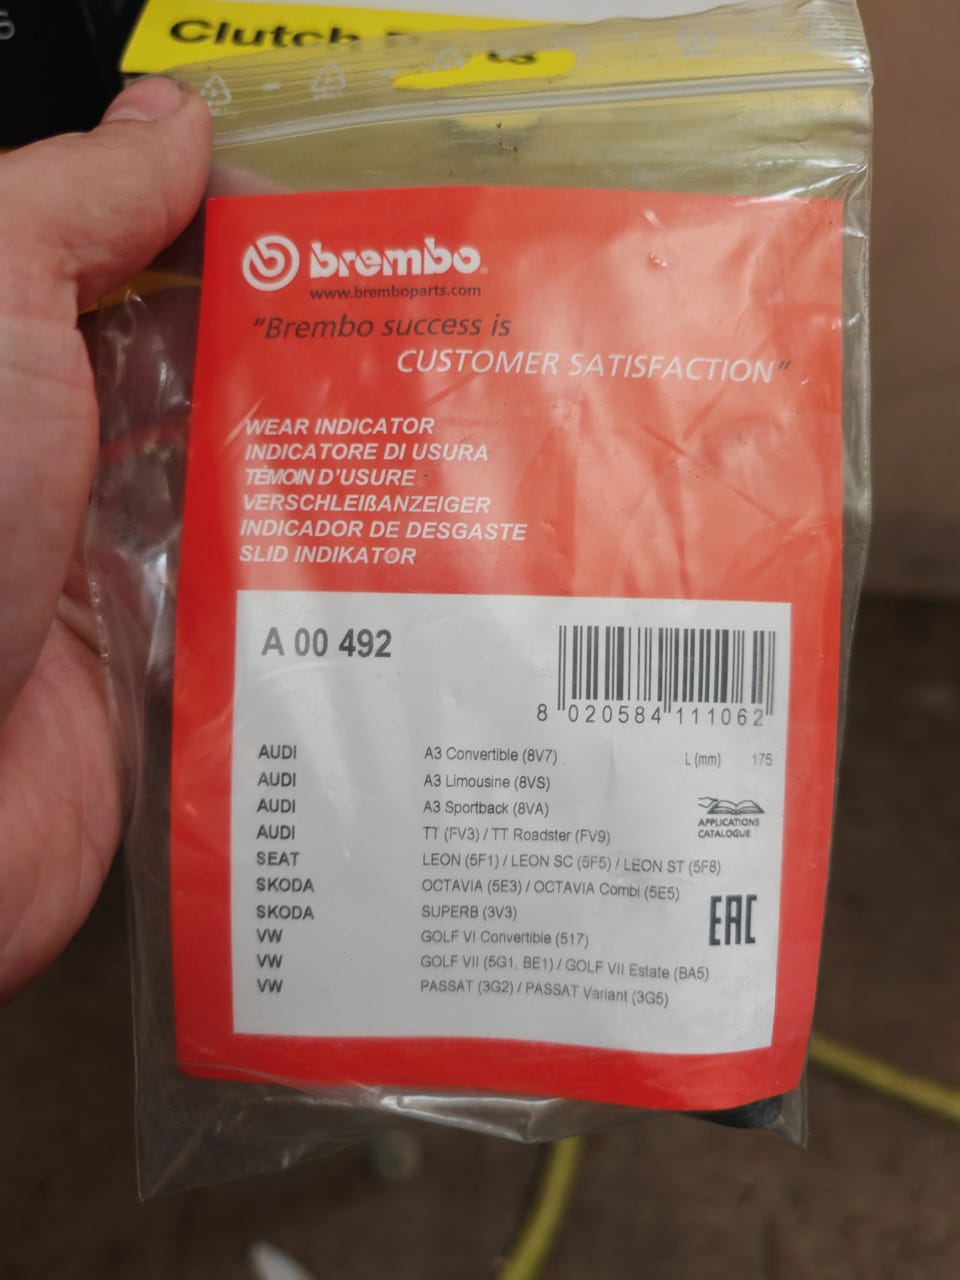 Clutch
brembo
www.bremboparts.com
"Brembo success is
CUSTOMER SATISFACTION"
WEAR INDICATOR
INDICATORE DI USURA
TÉMOIN D'USURE
VERSCHLEIßANZEIGER
INDICADOR DE DESGASTE
SLID INDIKATOR
A 00 492
8 020584 111062
AUDI A3 Convertible (8V7) L (mm) 175
AUDI A3 Limousine (8VS)
AUDI A3 Sportback (8VA)
APPLICATIONS
CATALOGUE
AUDI TT (FV3) / TT Roadster (FV9)
SEAT LEON (5F1) / LEON SC (5F5) / LEON ST (5F8)
SKODA OCTAVIA (5E3) / OCTAVIA Combi (5E5)
SKODA SUPERB (3V3)
EAC
VW GOLF VI Convertible (517)
VW GOLF VII (5G1, BE1) / GOLF VII Estate (BA5)
VW PASSAT (3G2) / PASSAT Variant (3G5)